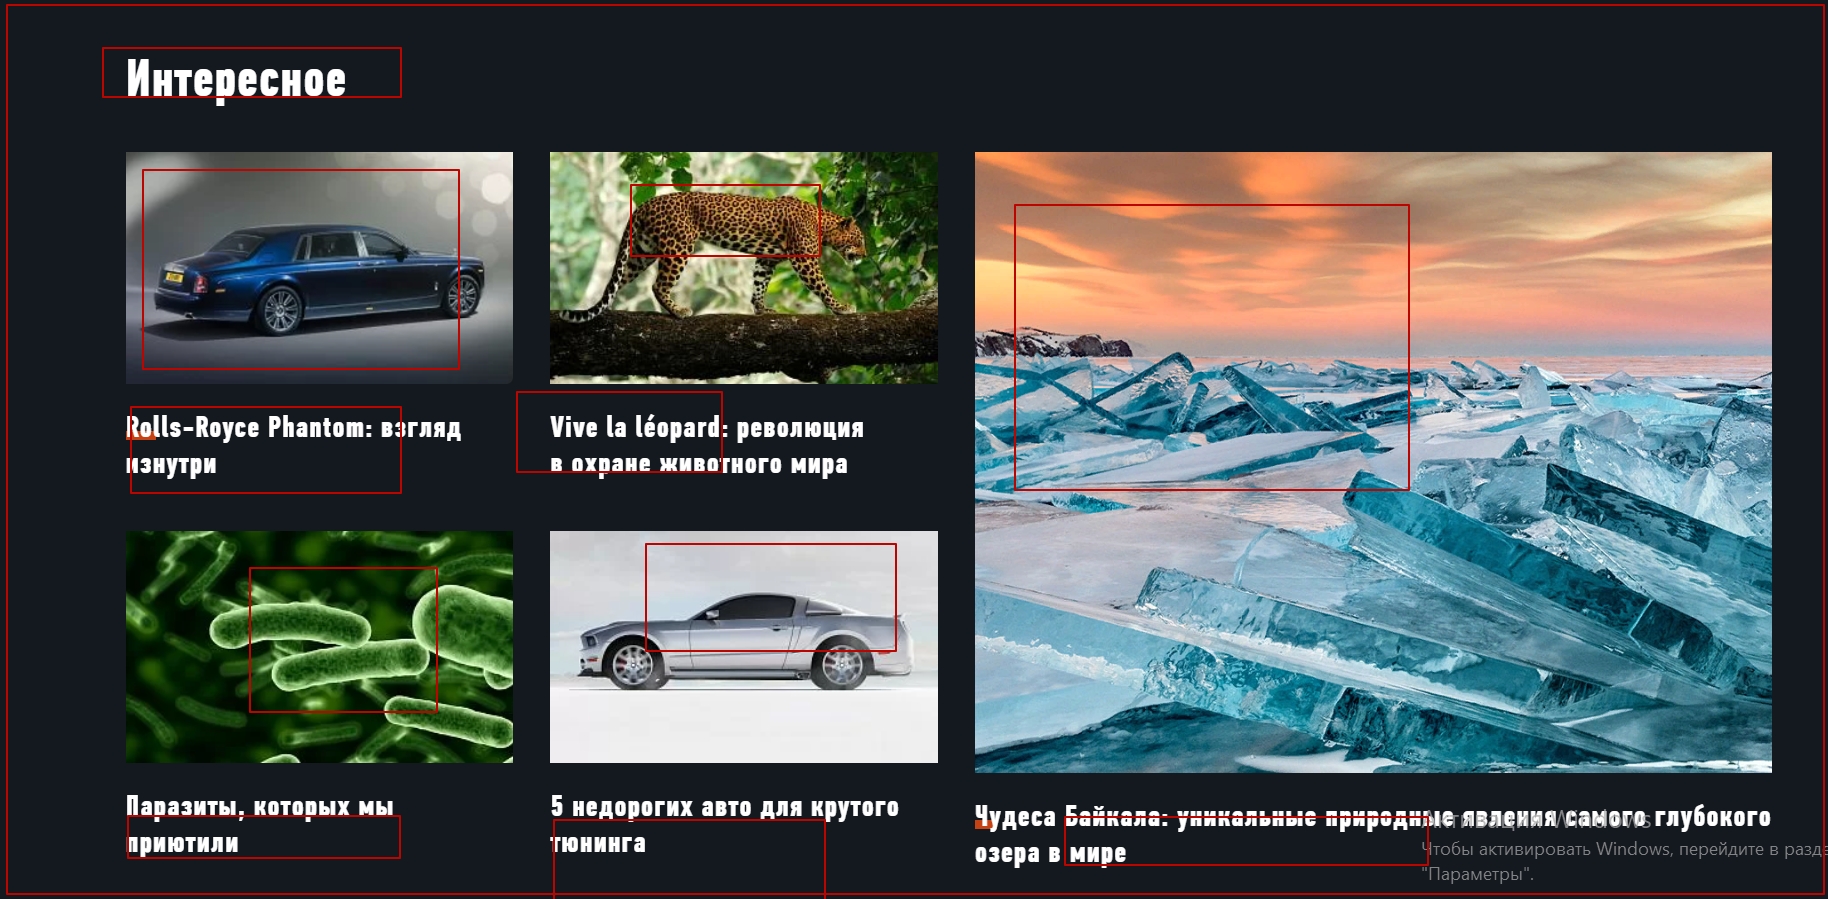 Интересное
Rolls-Royce Phantom: взгляд
изнутри
Vive la léopard: революция
в охране животного мира
Паразиты, которых мы
приютили
5 недорогих авто для крутого
тюнинга
Чудеса Байкала: уникальные природные явления самого глубокого
озера в мире
Активация Windows
Чтобы активировать Windows, перейдите в разде
"Параметры".